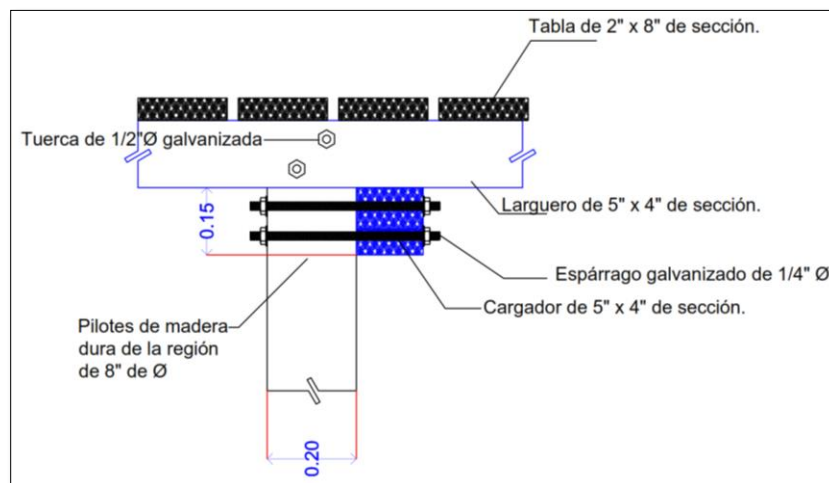 Tabla de 2" x 8" de sección.
Tuerca de 1/2"Ø galvanizada
Larguero de 5" x 4" de sección.
0.15
Espárrago galvanizado de 1/4" Ø
Cargador de 5" x 4" de sección.
Pilotes de madera
dura de la región
de 8" de Ø
0.20